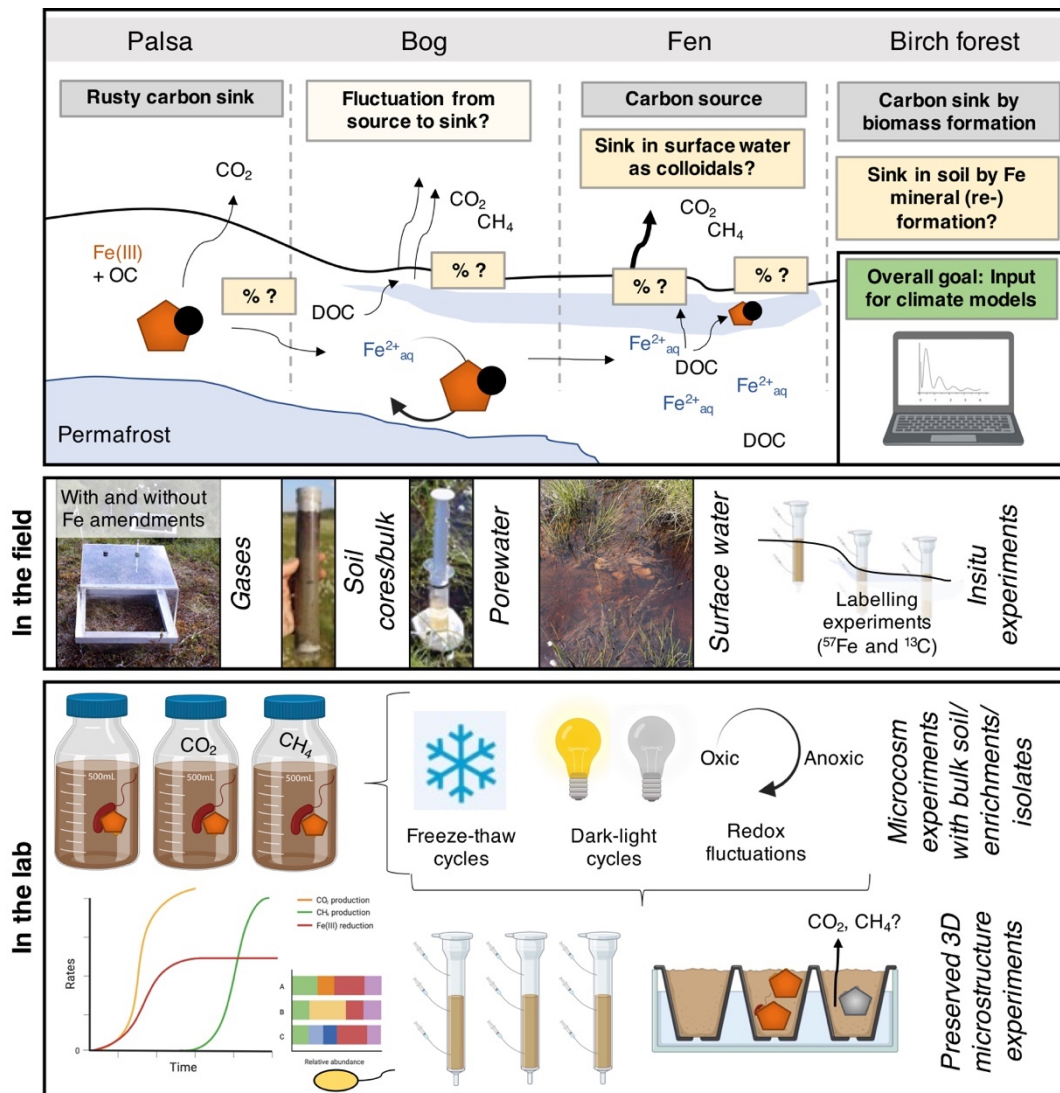 Palsa
Bog
Fen
Birch forest
Rusty carbon sink
Fluctuation from
source to sink?
Carbon source
Sink in surface water
as colloidals?
Carbon sink by
biomass formation
Sink in soil by Fe
mineral (re-)
formation?
CO₂
CO₂
CH₄
CO₂
CH₄
Fe(III)
+ OC
% ?
% ?
% ?
% ?
Overall goal: Input
for climate models
DOC
Fe²⁺aq
Fe²⁺aq
DOC
Fe²⁺aq
Fe²⁺aq
DOC
Permafrost
In the field
With and without
Fe amendments
Gases
Soil
cores/bulk
Porewater
Surface water
Labelling
experiments
(⁵⁷Fe and ¹³C)
Insitu
experiments
In the lab
500mL
CO₂
500mL
CH₄
500mL
Freeze-thaw
cycles
Dark-light
cycles
Oxic
Anoxic
Redox
fluctuations
Microcosm
experiments
with bulk soil/
enrichments/
isolates
Rates
0
Time
CO₂ production
CH₄ production
Fe(III) reduction
A
B
C
Relative abundance
CO₂, CH₄?
Preserved 3D
microstructure
experiments